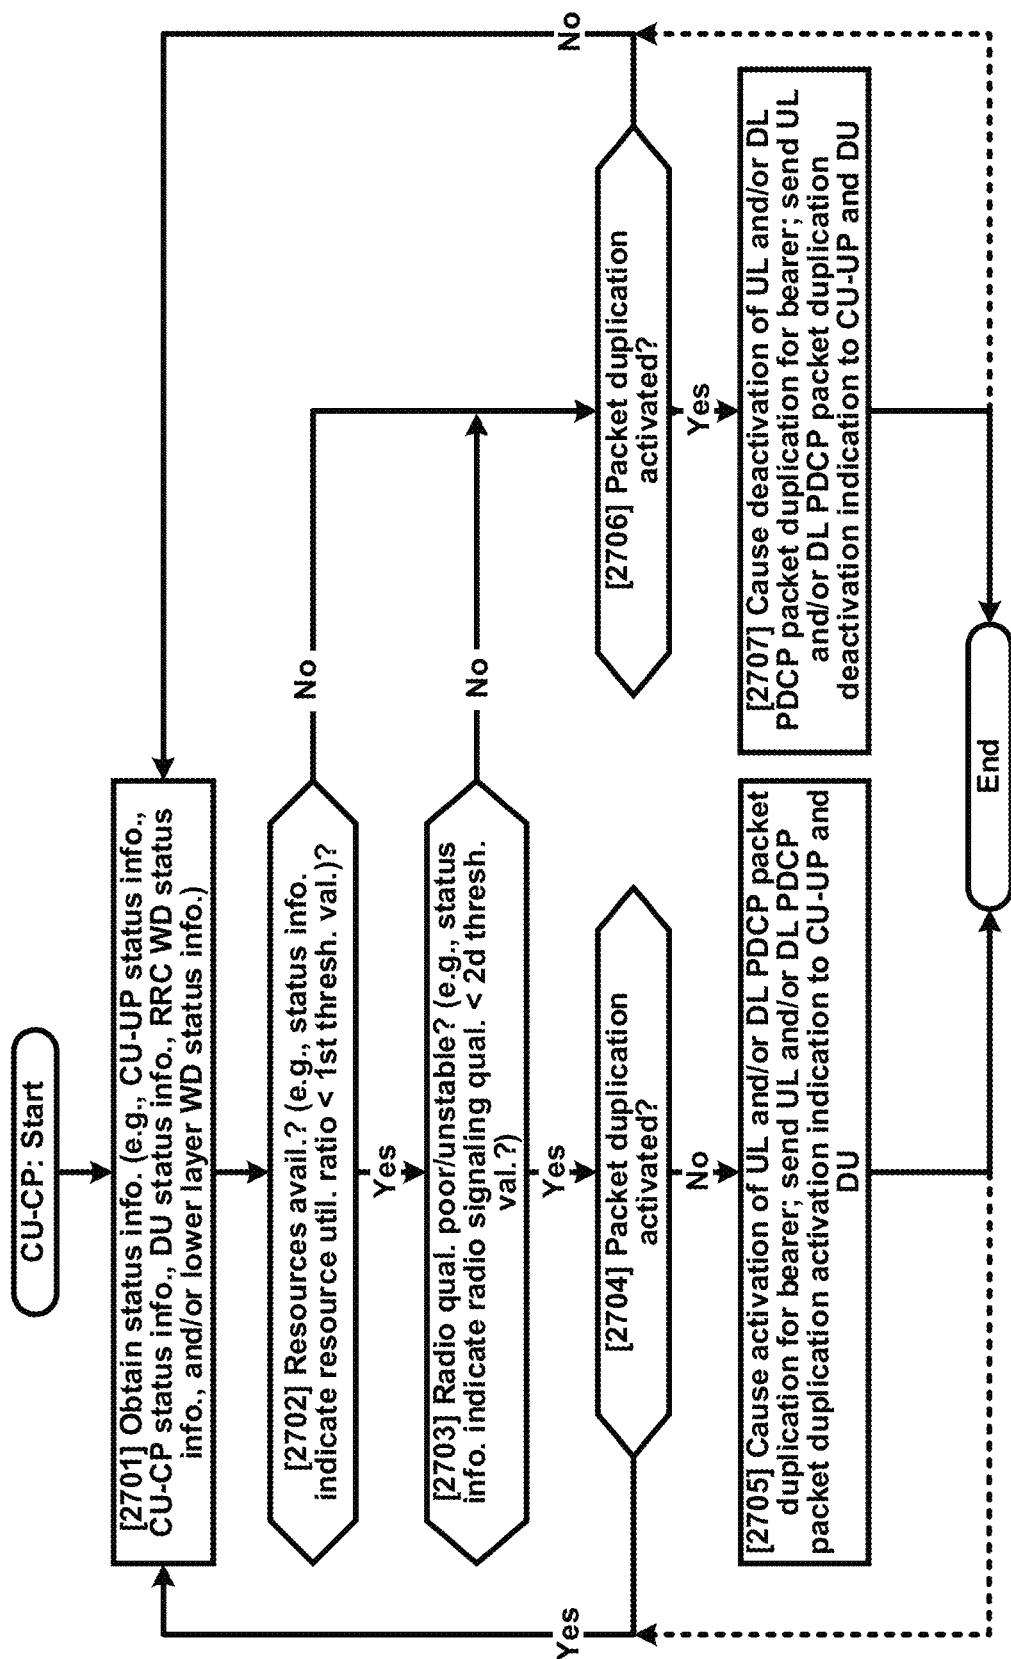 CU-CP: Start
[2701] Obtain status info. (e.g., CU-UP status info.,
CU-CP status info., DU status info., RRC WD status
info., and/or lower layer WD status info.)
[2702] Resources avail.? (e.g., status info.
indicate resource util. ratio < 1st thresh. val.)?
No
Yes
[2703] Radio qual. poor/unstable? (e.g., status
info. indicate radio signaling qual. < 2d thresh.
val.?)
No
Yes
[2704] Packet duplication
activated?
Yes
No
[2705] Cause activation of UL and/or DL PDCP packet
duplication for bearer; send UL and/or DL PDCP
packet duplication activation indication to CU-UP and
DU
[2706] Packet duplication
activated?
No
Yes
[2707] Cause deactivation of UL and/or DL
PDCP packet duplication for bearer; send UL
and/or DL PDCP packet duplication
deactivation indication to CU-UP and DU
End